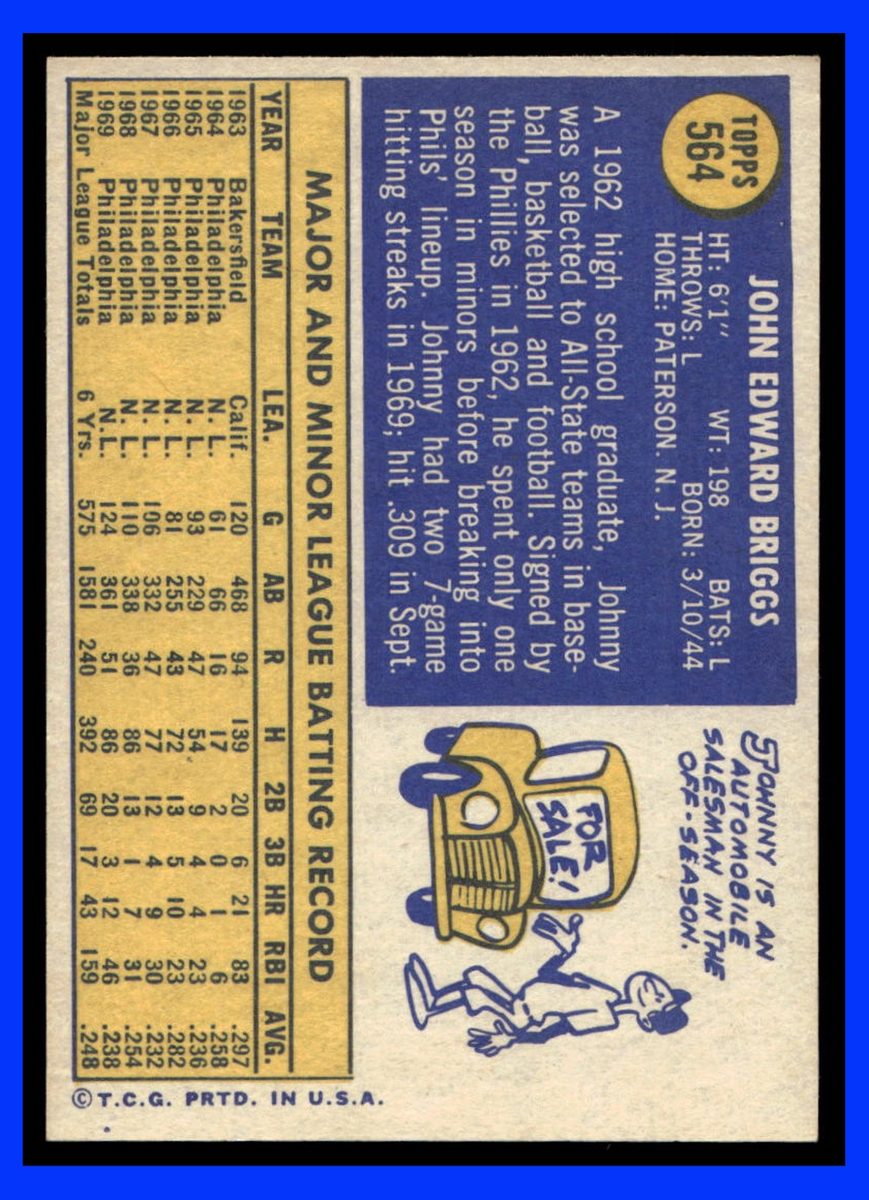 TOPPS
564
JOHN EDWARD BRIGGS
HT: 6'1" WT: 198 BATS: L
THROWS: L BORN: 3/10/44
HOME: PATERSON, N.J.
A 1962 high school graduate, Johnny
was selected to All-State teams in base-
ball, basketball and football. Signed by
the Phillies in 1962, he spent only one
season in minors before breaking into
Phils' lineup. Johnny had two 7-game
hitting streaks in 1969; hit .309 in Sept.
JOHNNY IS AN
AUTOMOBILE
SALESMAN IN THE
OFF-SEASON.
FOR
SALE!
MAJOR AND MINOR LEAGUE BATTING RECORD
YEAR TEAM LEA. G AB R H 2B 3B HR RBI AVG.
1963 Bakersfield Calif. 120 468 94 139 20 6 21 83 .297
1964 Philadelphia N.L. 61 66 16 17 2 0 1 6 .258
1965 Philadelphia N.L. 93 229 47 54 9 4 4 23 .236
1966 Philadelphia N.L. 81 255 43 72 13 5 10 23 .282
1967 Philadelphia N.L. 106 332 47 77 12 4 9 30 .232
1968 Philadelphia N.L. 110 338 36 86 13 1 7 31 .254
1969 Philadelphia N.L. 124 361 51 86 20 3 12 46 .238
Major League Totals 6 Yrs. 575 1581 240 392 69 17 43 159 .248
© T.C.G. PRTD. IN U.S.A.